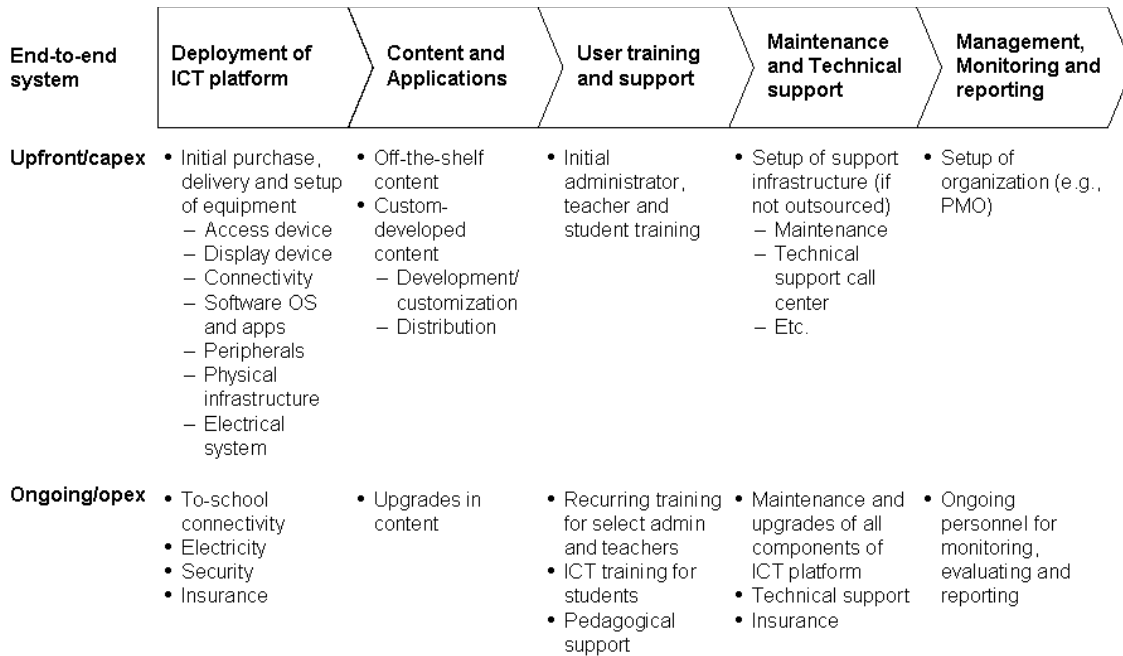 End-to-end
system
Deployment of
ICT platform
Content and
Applications
User training
and support
Maintenance
and Technical
support
Management,
Monitoring and
reporting
Upfront/capex
• Initial purchase,
delivery and setup
of equipment
– Access device
– Display device
– Connectivity
– Software OS
and apps
– Peripherals
– Physical
infrastructure
– Electrical
system
• Off-the-shelf
content
• Custom-
developed
content
– Development/
customization
– Distribution
• Initial
administrator,
teacher and
student training
• Setup of support
infrastructure (if
not outsourced)
– Maintenance
– Technical
support call
center
– Etc.
• Setup of
organization (e.g.,
PMO)
Ongoing/opex
• To-school
connectivity
• Electricity
• Security
• Insurance
• Upgrades in
content
• Recurring training
for select admin
and teachers
• ICT training for
students
• Pedagogical
support
• Maintenance and
upgrades of all
components of
ICT platform
• Technical support
• Insurance
• Ongoing
personnel for
monitoring,
evaluating and
reporting